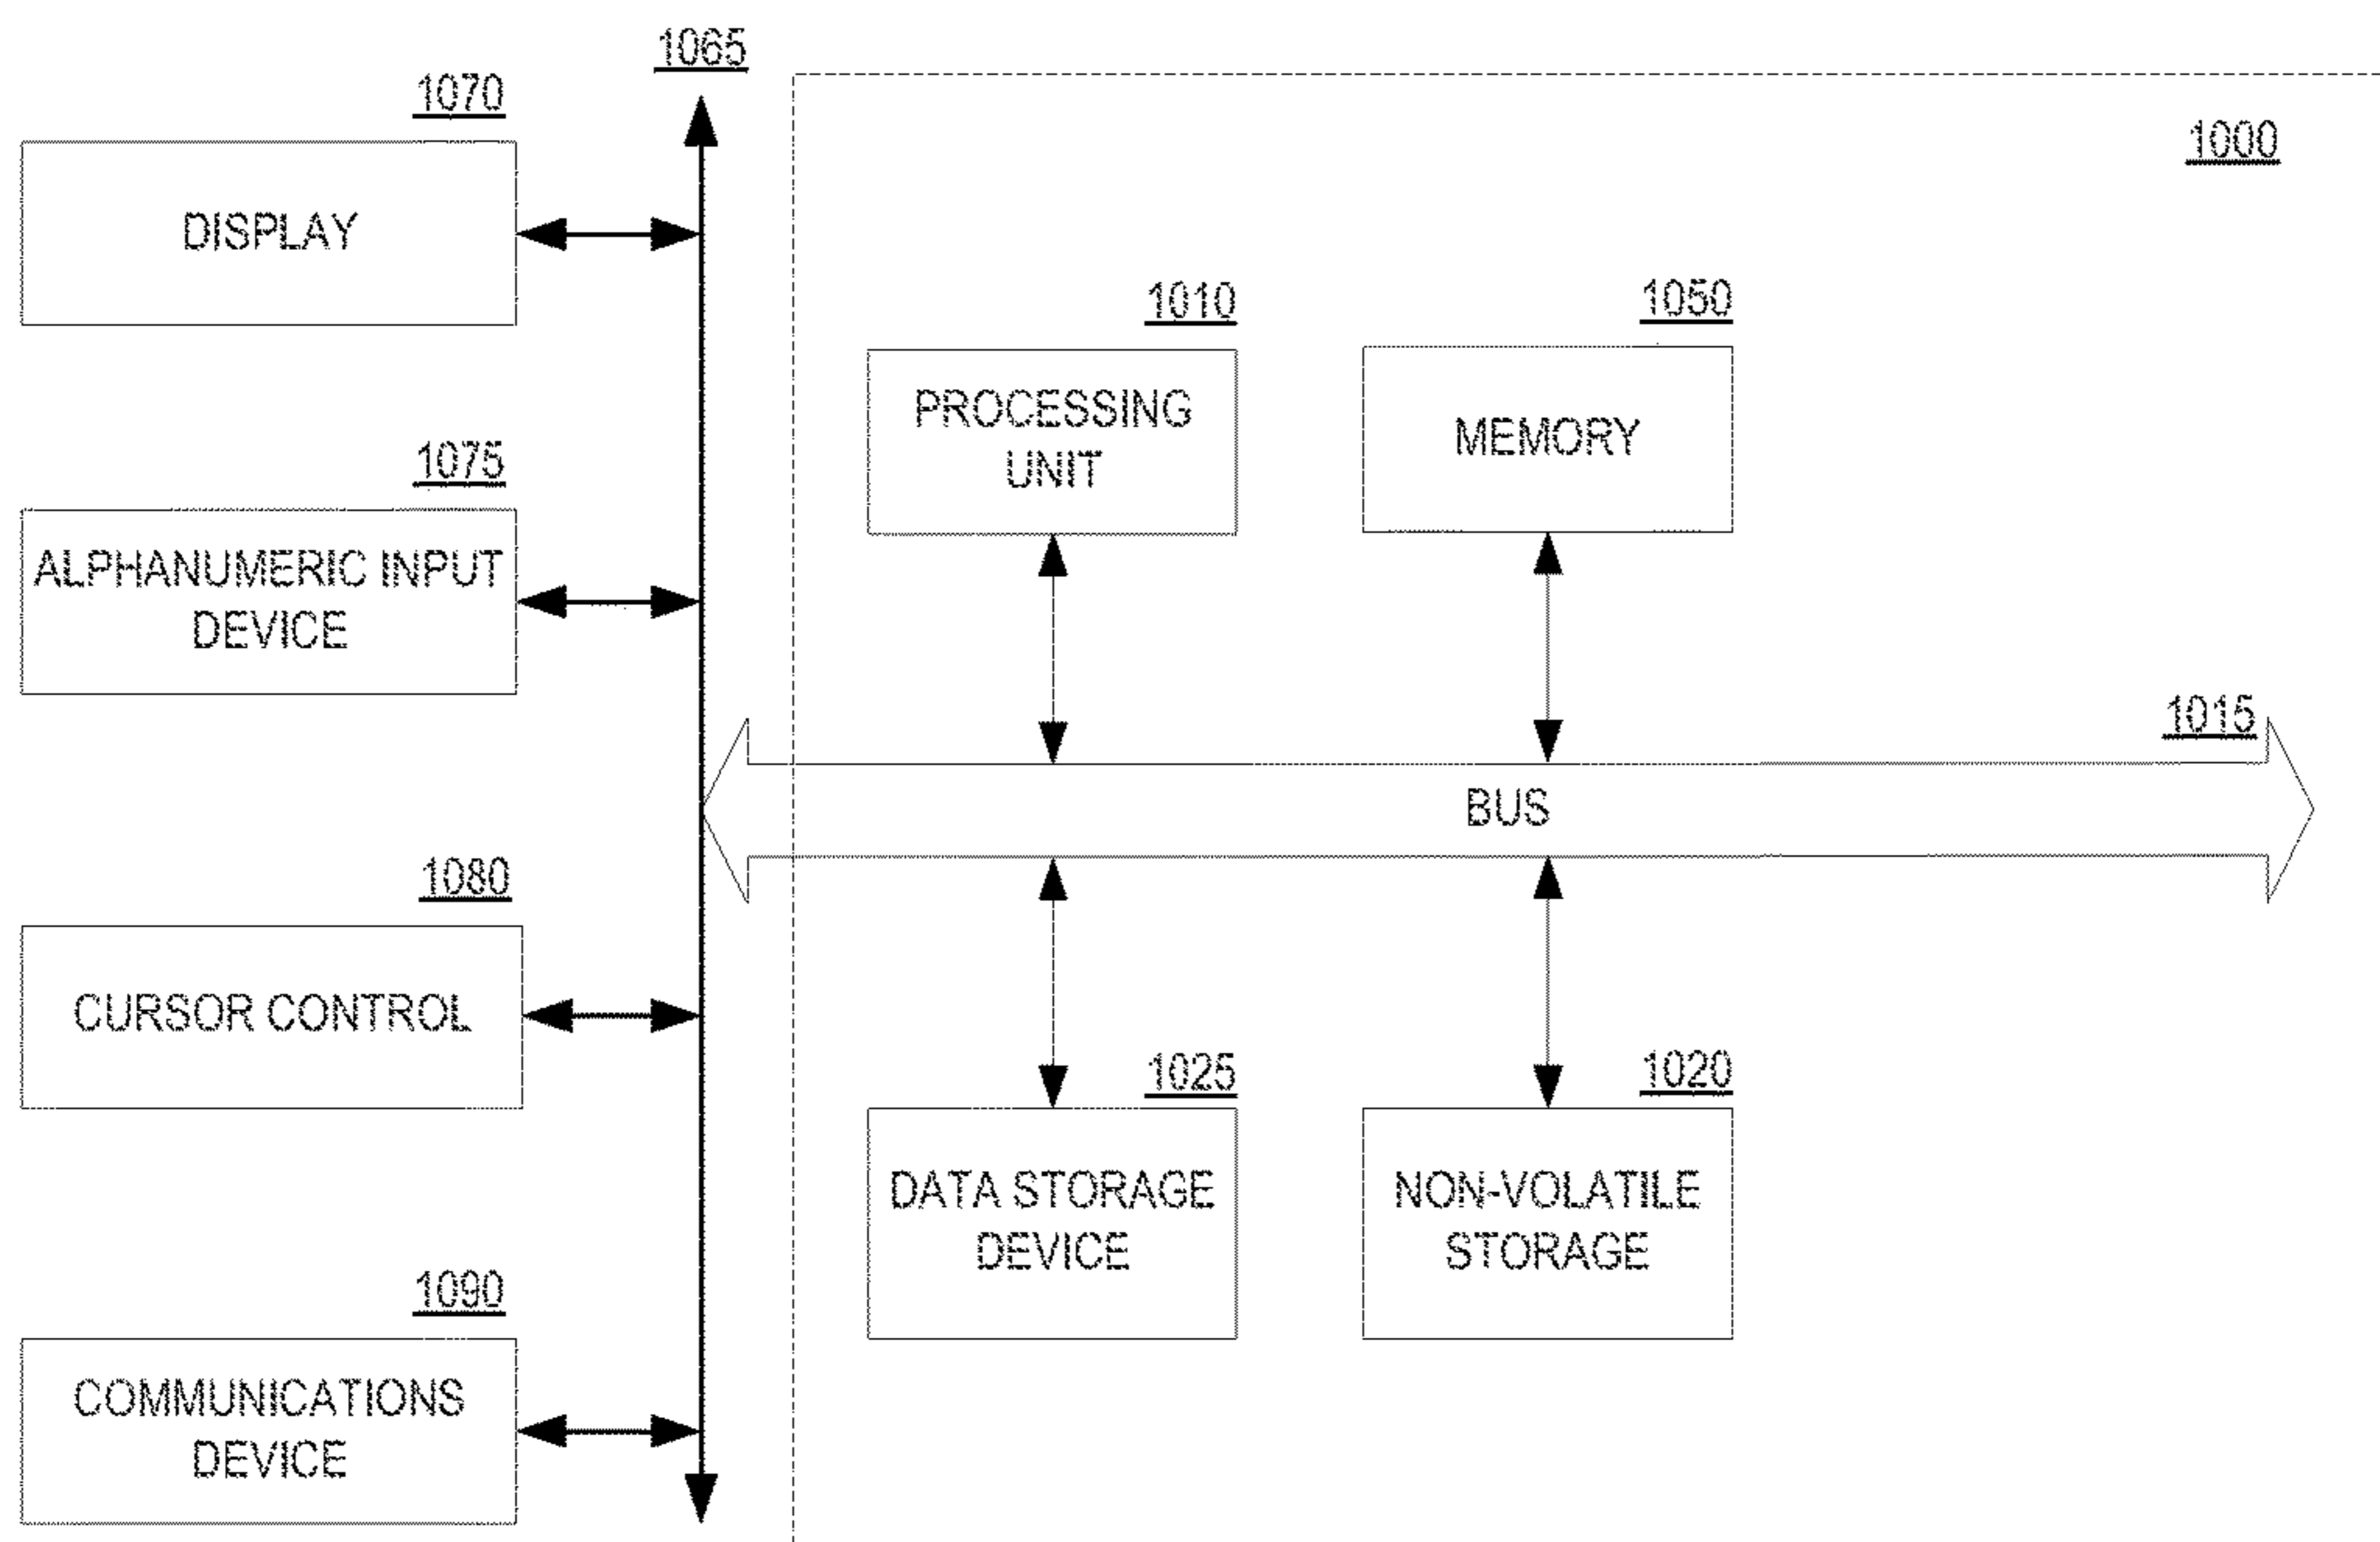 1065
1070
1000
DISPLAY
1010
1050
PROCESSING
UNIT
MEMORY
1075
ALPHANUMERIC INPUT
DEVICE
1015
BUS
1080
CURSOR CONTROL
1025
1020
DATA STORAGE
DEVICE
NON-VOLATILE
STORAGE
1090
COMMUNICATIONS
DEVICE